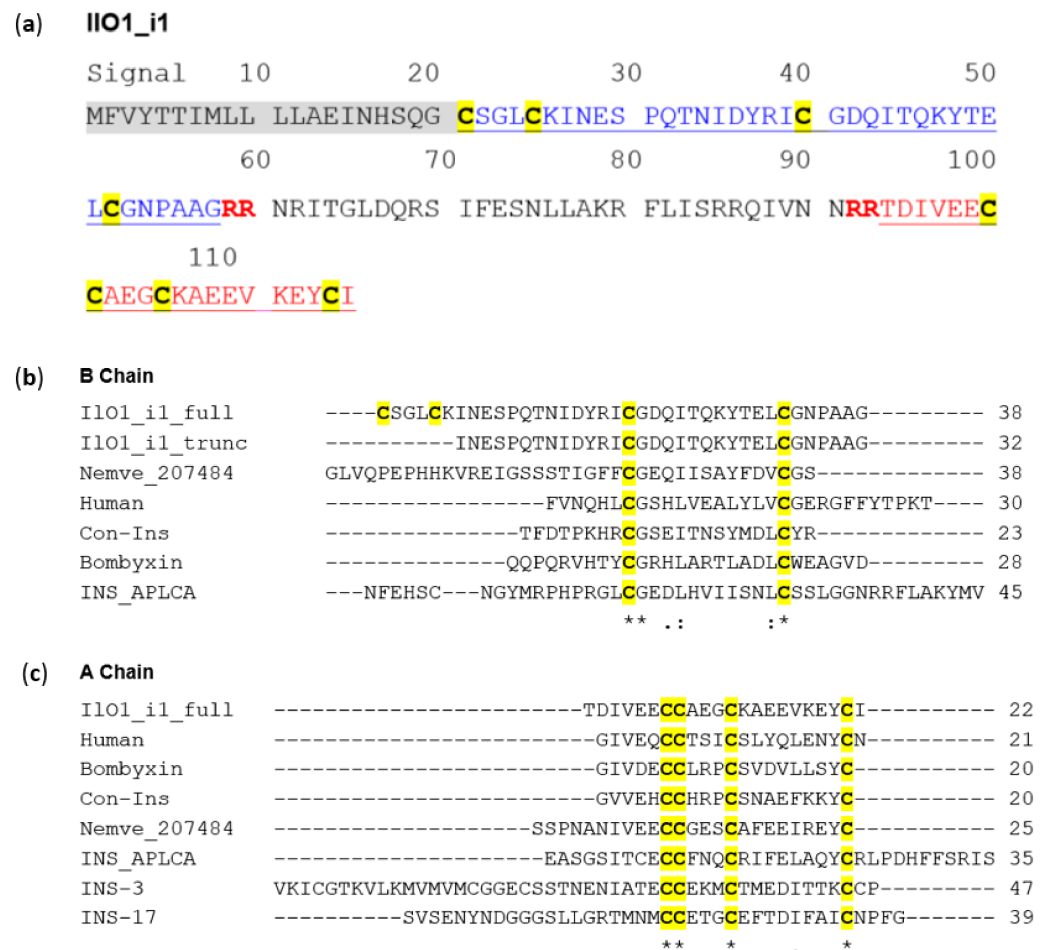 (a) IlO1_i1
Signal 10 20 30 40 50
MFVYTTIMLL LLAEINHSQG CSGLCKINES PQTNIDYRIC GDQITQKYTE
60 70 80 90 100
LCGNPAAGRR NRITGLDQRS IFESNLLAKR FLISRRQIVN NRRTDIVEEC
110
CAEGCKAEEV KEYCI
(b) B Chain
IlO1_i1_full ----CSGLCKINESPQTNIDYRICGDQITQKYTELCGNPAAG--------- 38
IlO1_i1_trunc ----------INESPQTNIDYRICGDQITQKYTELCGNPAAG--------- 32
Nemve_207484 GLVQPEPHHKVREIGSSSTIGFFCGEQIISAYFDVCGS------------- 38
Human -----------------FVNQHLCGSHLVEALYLVCGERGFFYTPKT---- 30
Con-Ins ---------------TFDTPKHRCGSEITNSYMDLCYR------------- 23
Bombyxin --------------QQPQRVHTYCGRHLARTLADLCWEAGVD--------- 28
INS_APLCA ---NFEHSC---NGYMRPHPRGLCGEDLHVIISNLCSSLGGNRRFLAKYMV 45
** .: :*
(c) A Chain
IlO1_i1_full ------------------------TDIVEECCAEGCKAEEVKEYCI---------- 22
Human -------------------------GIVEQCCTSICSLYQLENYCN---------- 21
Bombyxin -------------------------GIVDECCLRPCSVDVLLSYC----------- 20
Con-Ins -------------------------GVVEHCCHRPCSNAEFKKYC----------- 20
Nemve_207484 --------------------SSPNANIVEECCGESCAFEEIREYC----------- 25
INS_APLCA ---------------------EASGSITCECCFNQCRIFELAQYCRLPDHFFSRIS 35
INS-3 VKICGTKVLKMVMVMCGGECSSTNENIATECCEKMCTMEDITTKCCP--------- 47
INS-17 ----------SVSENYNDGGGSLLGRTMNMCCETGCEFTDIFAICNPFG------- 39
** * . *